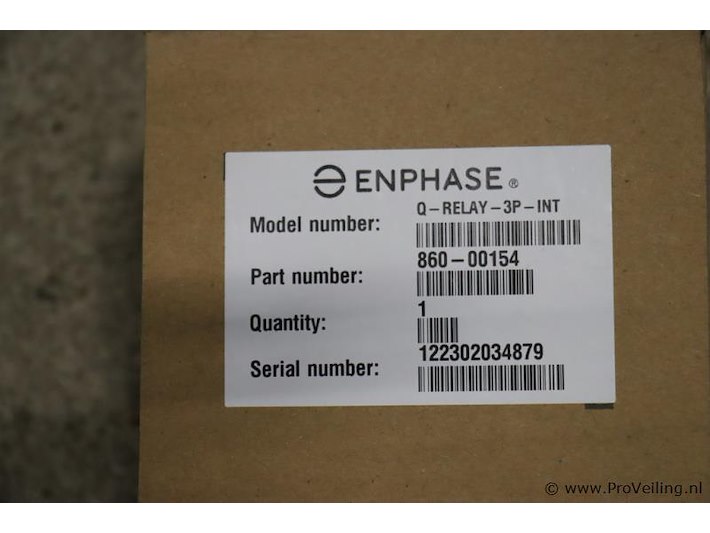 ENPHASE®
Model number: Q-RELAY-3P-INT
Part number: 860-00154
Quantity: 1
Serial number: 122302034879
© www.ProVeiling.nl